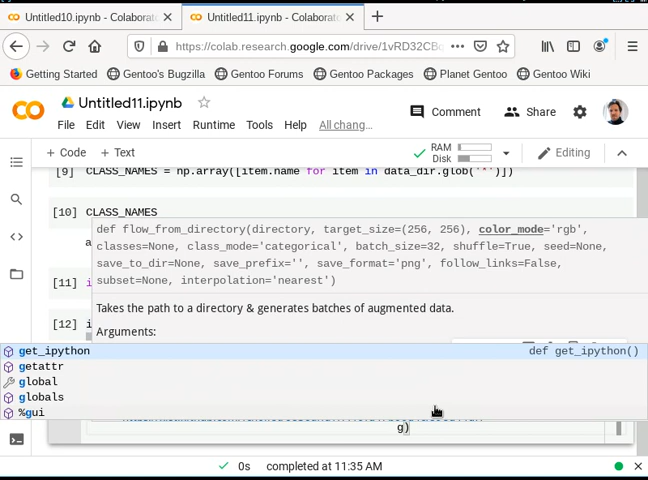 Untitled10.ipynb - Colaborato
Untitled11.ipynb - Colaborato
https://colab.research.google.com/drive/1vRD32CBc
Getting Started
Gentoo's Bugzilla
Gentoo Forums
Gentoo Packages
Planet Gentoo
Gentoo Wiki
Untitled11.ipynb
Comment
Share
File Edit View Insert Runtime Tools Help All chang...
+ Code + Text
RAM
Disk
Editing
[9] CLASS_NAMES = np.array([item.name for item in data_dir.glob('*')])
[10] CLASS_NAMES
a
def flow_from_directory(directory, target_size=(256, 256), color_mode='rgb',
classes=None, class_mode='categorical', batch_size=32, shuffle=True, seed=None,
save_to_dir=None, save_prefix='', save_format='png', follow_links=False,
[11] i
subset=None, interpolation='nearest')
Takes the path to a directory & generates batches of augmented data.
[12] i
Arguments:
get_ipython def get_ipython()
getattr
global
globals
%gui
g)
0s completed at 11:35 AM